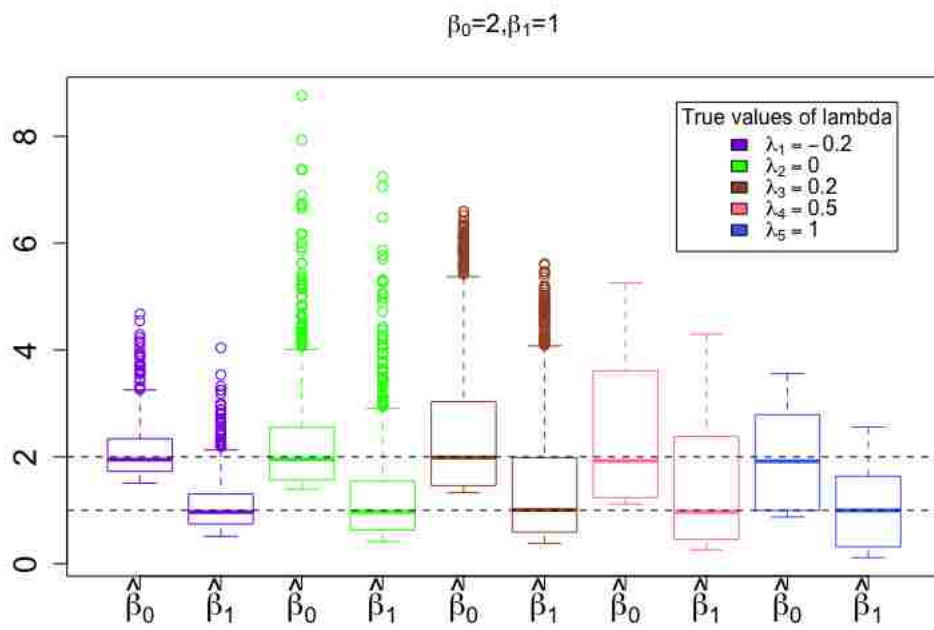 β₀=2,β₁=1
8
6
4
2
0
True values of lambda
λ₁ = −0.2
λ₂ = 0
λ₃ = 0.2
λ₄ = 0.5
λ₅ = 1
β̂₀ β̂₁ β̂₀ β̂₁ β̂₀ β̂₁ β̂₀ β̂₁ β̂₀ β̂₁